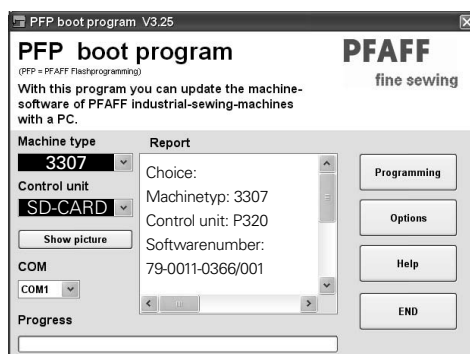 PFP boot program V3.25
PFP boot program
(PFP = PFAFF Flashprogramming)
With this program you can update the machine-
software of PFAFF industrial-sewing-machines
with a PC.
PFAFF
fine sewing
Machine type
3307
Control unit
SD-CARD
Show picture
COM
COM1
Progress
Report
Choice:
Machinetyp: 3307
Control unit: P320
Softwarenumber:
79-0011-0366/001
Programming
Options
Help
END